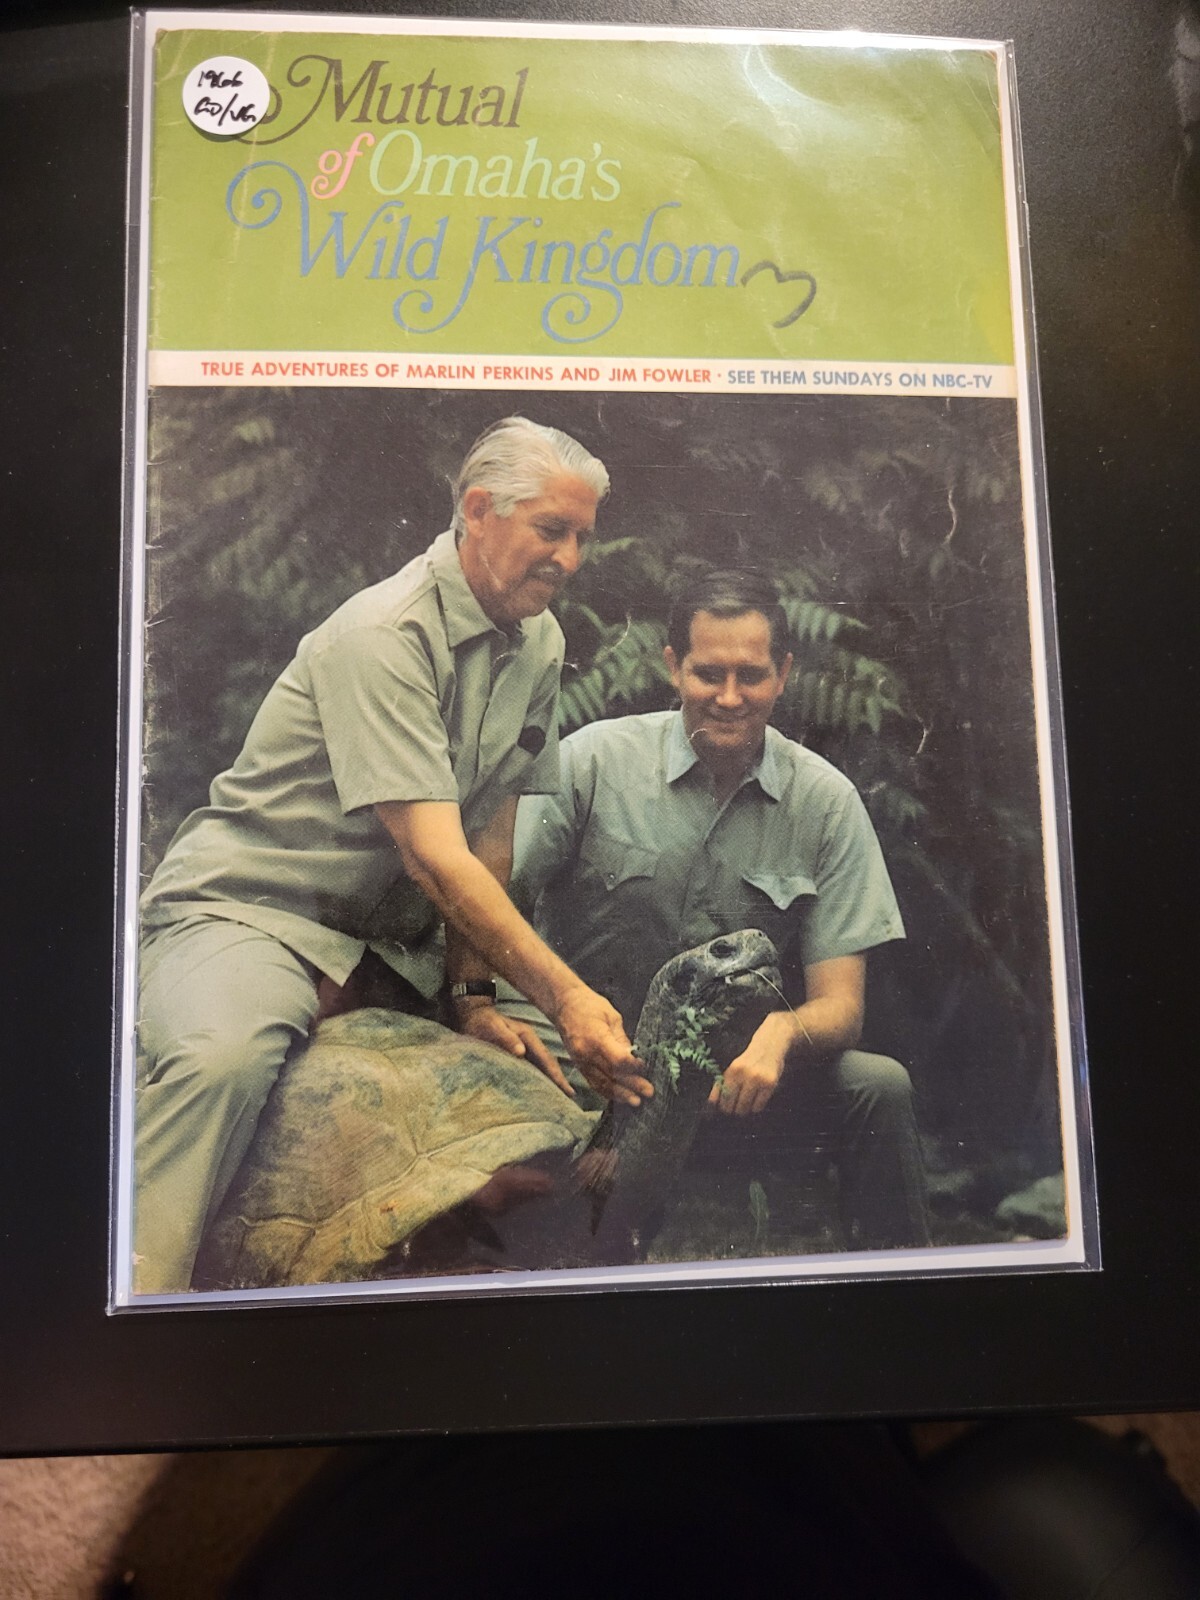 1966
GD/VG
Mutual
of Omaha's
Wild Kingdom
TRUE ADVENTURES OF MARLIN PERKINS AND JIM FOWLER · SEE THEM SUNDAYS ON NBC-TV